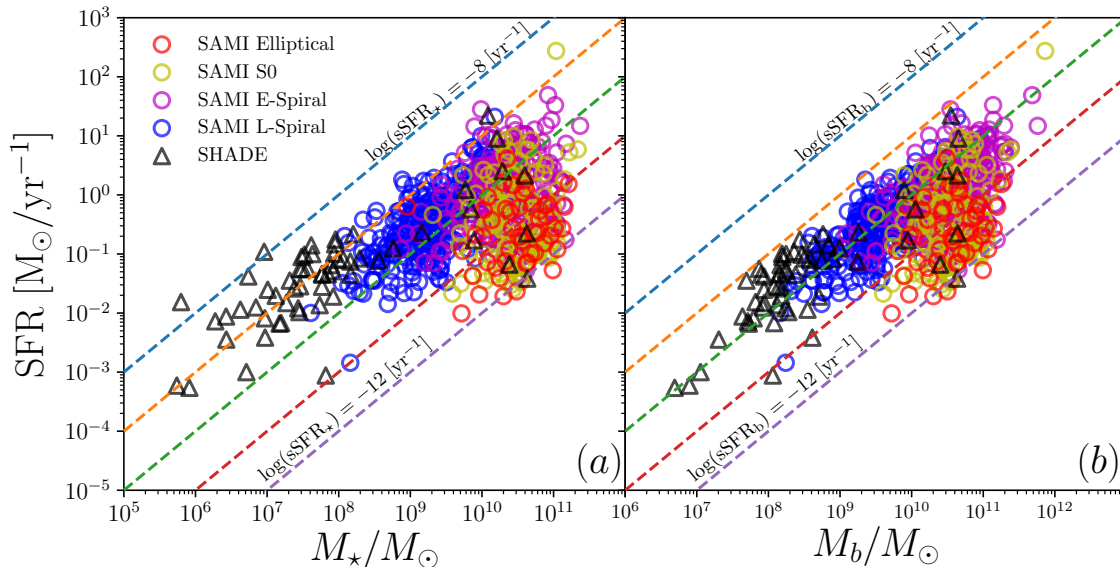 SFR [M⊙/yr⁻¹]
10³
10²
10¹
10⁰
10⁻¹
10⁻²
10⁻³
10⁻⁴
10⁻⁵
SAMI Elliptical
SAMI S0
SAMI E-Spiral
SAMI L-Spiral
SHADE
log(sSFR⋆) = −8 [yr⁻¹]
log(sSFR⋆) = −12 [yr⁻¹]
(a)
log(sSFR_b) = −8 [yr⁻¹]
log(sSFR_b) = −12 [yr⁻¹]
(b)
10⁵ 10⁶ 10⁷ 10⁸ 10⁹ 10¹⁰ 10¹¹
10⁶ 10⁷ 10⁸ 10⁹ 10¹⁰ 10¹¹ 10¹²
M⋆/M⊙
M_b/M⊙